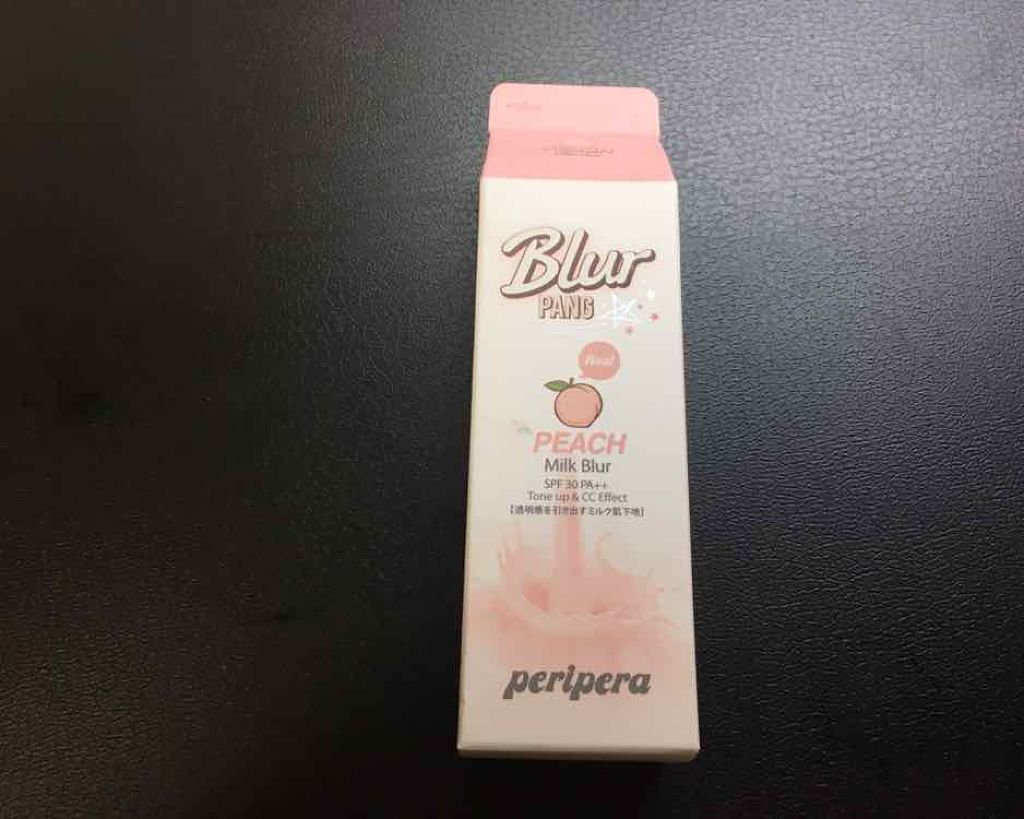 Blur
PANG
Real
PEACH
Milk Blur
SPF 30 PA++
Tone up & CC Effect
【透明感を引き出すミルク肌下地】
peripera